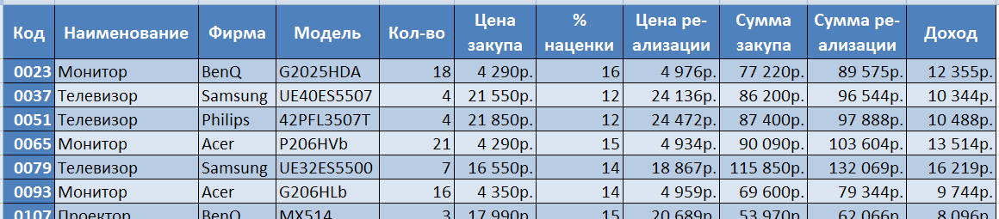 Код Наименование Фирма Модель Кол-во Цена закупа % наценки Цена ре-ализации Сумма закупа Сумма ре-ализации Доход
0023 Монитор BenQ G2025HDA 18 4 290р. 16 4 976р. 77 220р. 89 575р. 12 355р.
0037 Телевизор Samsung UE40ES5507 4 21 550р. 12 24 136р. 86 200р. 96 544р. 10 344р.
0051 Телевизор Philips 42PFL3507T 4 21 850р. 12 24 472р. 87 400р. 97 888р. 10 488р.
0065 Монитор Acer P206HVb 21 4 290р. 15 4 934р. 90 090р. 103 604р. 13 514р.
0079 Телевизор Samsung UE32ES5500 7 16 550р. 14 18 867р. 115 850р. 132 069р. 16 219р.
0093 Монитор Acer G206HLb 16 4 350р. 14 4 959р. 69 600р. 79 344р. 9 744р.
0107 Проектор BenQ MX514 3 17 990р. 15 20 689р. 53 970р. 62 066р. 8 096р.